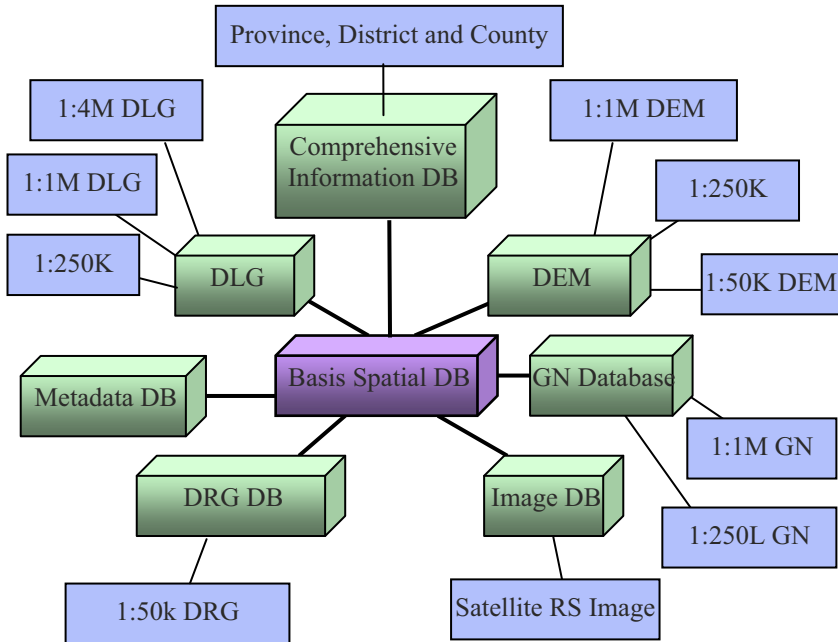 Province, District and County
1:4M DLG
1:1M DEM
Comprehensive
Information DB
1:1M DLG
1:250K
1:250K
DLG
DEM
1:50K DEM
Basis Spatial DB
GN Database
Metadata DB
1:1M GN
DRG DB
Image DB
1:250L GN
1:50k DRG
Satellite RS Image